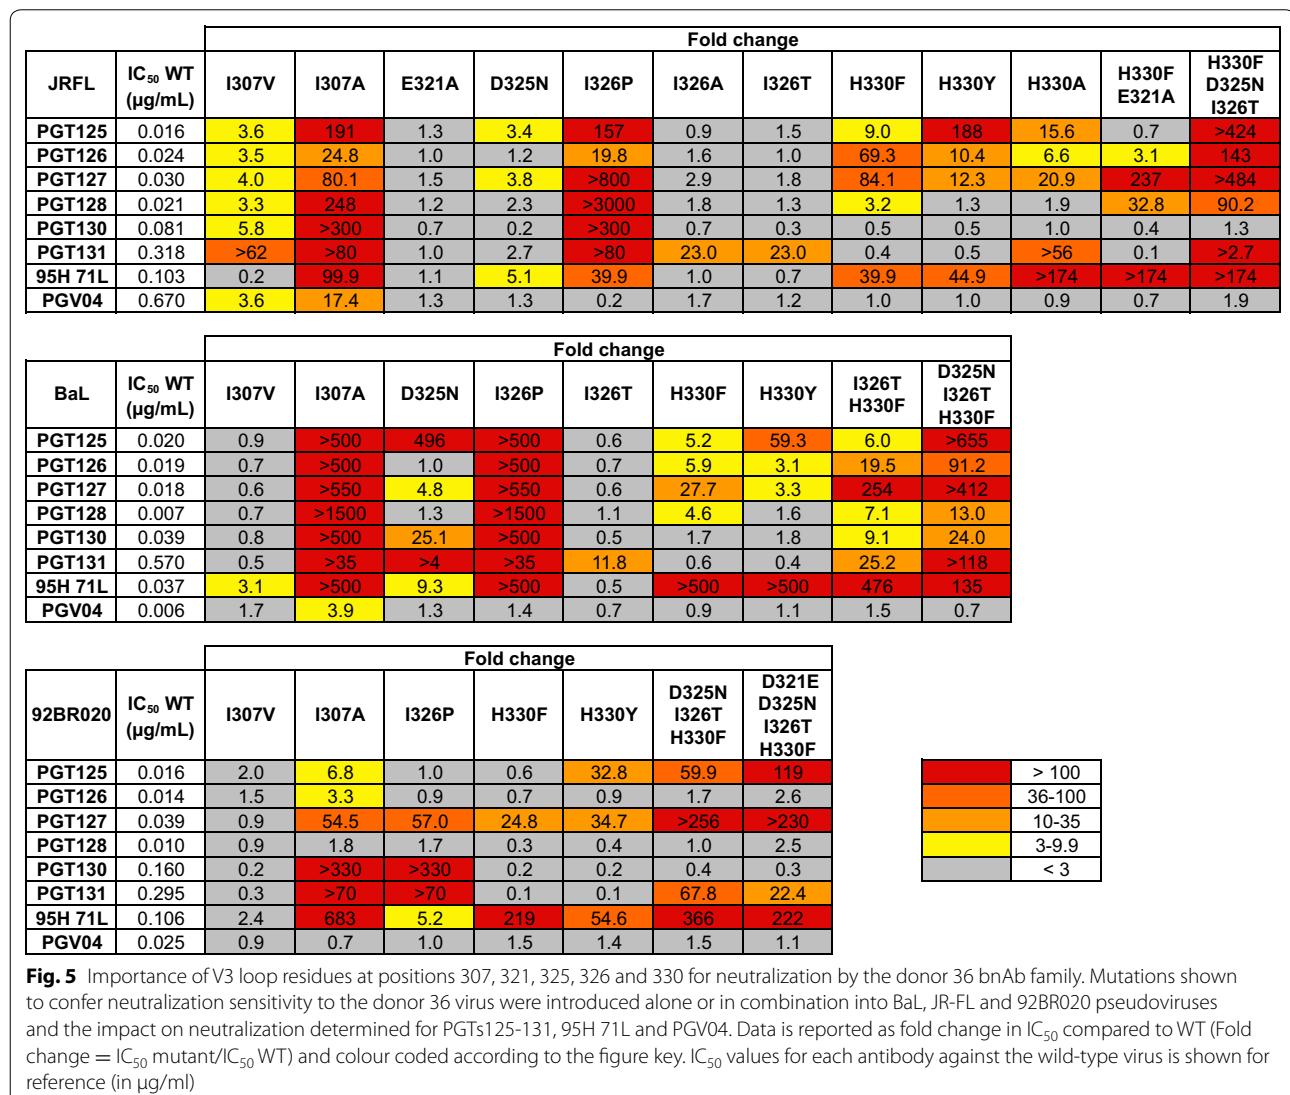 Fold change
JRFL IC50 WT (µg/mL) I307V I307A E321A D325N I326P I326A I326T H330F H330Y H330A H330F E321A H330F D325N I326T
PGT125 0.016 3.6 191 1.3 3.4 157 0.9 1.5 9.0 188 15.6 0.7 >424
PGT126 0.024 3.5 24.8 1.0 1.2 19.8 1.6 1.0 69.3 10.4 6.6 3.1 143
PGT127 0.030 4.0 80.1 1.5 3.8 >800 2.9 1.8 84.1 12.3 20.9 237 >484
PGT128 0.021 3.3 248 1.2 2.3 >3000 1.8 1.3 3.2 1.3 1.9 32.8 90.2
PGT130 0.081 5.8 >300 0.7 0.2 >300 0.7 0.3 0.5 0.5 1.0 0.4 1.3
PGT131 0.318 >62 >80 1.0 2.7 >80 23.0 23.0 0.4 0.5 >56 0.1 >2.7
95H 71L 0.103 0.2 99.9 1.1 5.1 39.9 1.0 0.7 39.9 44.9 >174 >174 >174
PGV04 0.670 3.6 17.4 1.3 1.3 0.2 1.7 1.2 1.0 1.0 0.9 0.7 1.9
Fold change
BaL IC50 WT (µg/mL) I307V I307A D325N I326P I326T H330F H330Y I326T H330F D325N I326T H330F
PGT125 0.020 0.9 >500 496 >500 0.6 5.2 59.3 6.0 >655
PGT126 0.019 0.7 >500 1.0 >500 0.7 5.9 3.1 19.5 91.2
PGT127 0.018 0.6 >550 4.8 >550 0.6 27.7 3.3 254 >412
PGT128 0.007 0.7 >1500 1.3 >1500 1.1 4.6 1.6 7.1 13.0
PGT130 0.039 0.8 >500 25.1 >500 0.5 1.7 1.8 9.1 24.0
PGT131 0.570 0.5 >35 >4 >35 11.8 0.6 0.4 25.2 >118
95H 71L 0.037 3.1 >500 9.3 >500 0.5 >500 >500 476 135
PGV04 0.006 1.7 3.9 1.3 1.4 0.7 0.9 1.1 1.5 0.7
Fold change
92BR020 IC50 WT (µg/mL) I307V I307A I326P H330F H330Y D325N I326T H330F D321E D325N I326T H330F
PGT125 0.016 2.0 6.8 1.0 0.6 32.8 59.9 119
PGT126 0.014 1.5 3.3 0.9 0.7 0.9 1.7 2.6
PGT127 0.039 0.9 54.5 57.0 24.8 34.7 >256 >230
PGT128 0.010 0.9 1.8 1.7 0.3 0.4 1.0 2.5
PGT130 0.160 0.2 >330 >330 0.2 0.2 0.4 0.3
PGT131 0.295 0.3 >70 >70 0.1 0.1 67.8 22.4
95H 71L 0.106 2.4 683 5.2 219 54.6 366 222
PGV04 0.025 0.9 0.7 1.0 1.5 1.4 1.5 1.1
> 100
36-100
10-35
3-9.9
< 3
Fig. 5 Importance of V3 loop residues at positions 307, 321, 325, 326 and 330 for neutralization by the donor 36 bnAb family. Mutations shown
to confer neutralization sensitivity to the donor 36 virus were introduced alone or in combination into BaL, JR-FL and 92BR020 pseudoviruses
and the impact on neutralization determined for PGTs125-131, 95H 71L and PGV04. Data is reported as fold change in IC50 compared to WT (Fold
change = IC50 mutant/IC50 WT) and colour coded according to the figure key. IC50 values for each antibody against the wild-type virus is shown for
reference (in µg/ml)